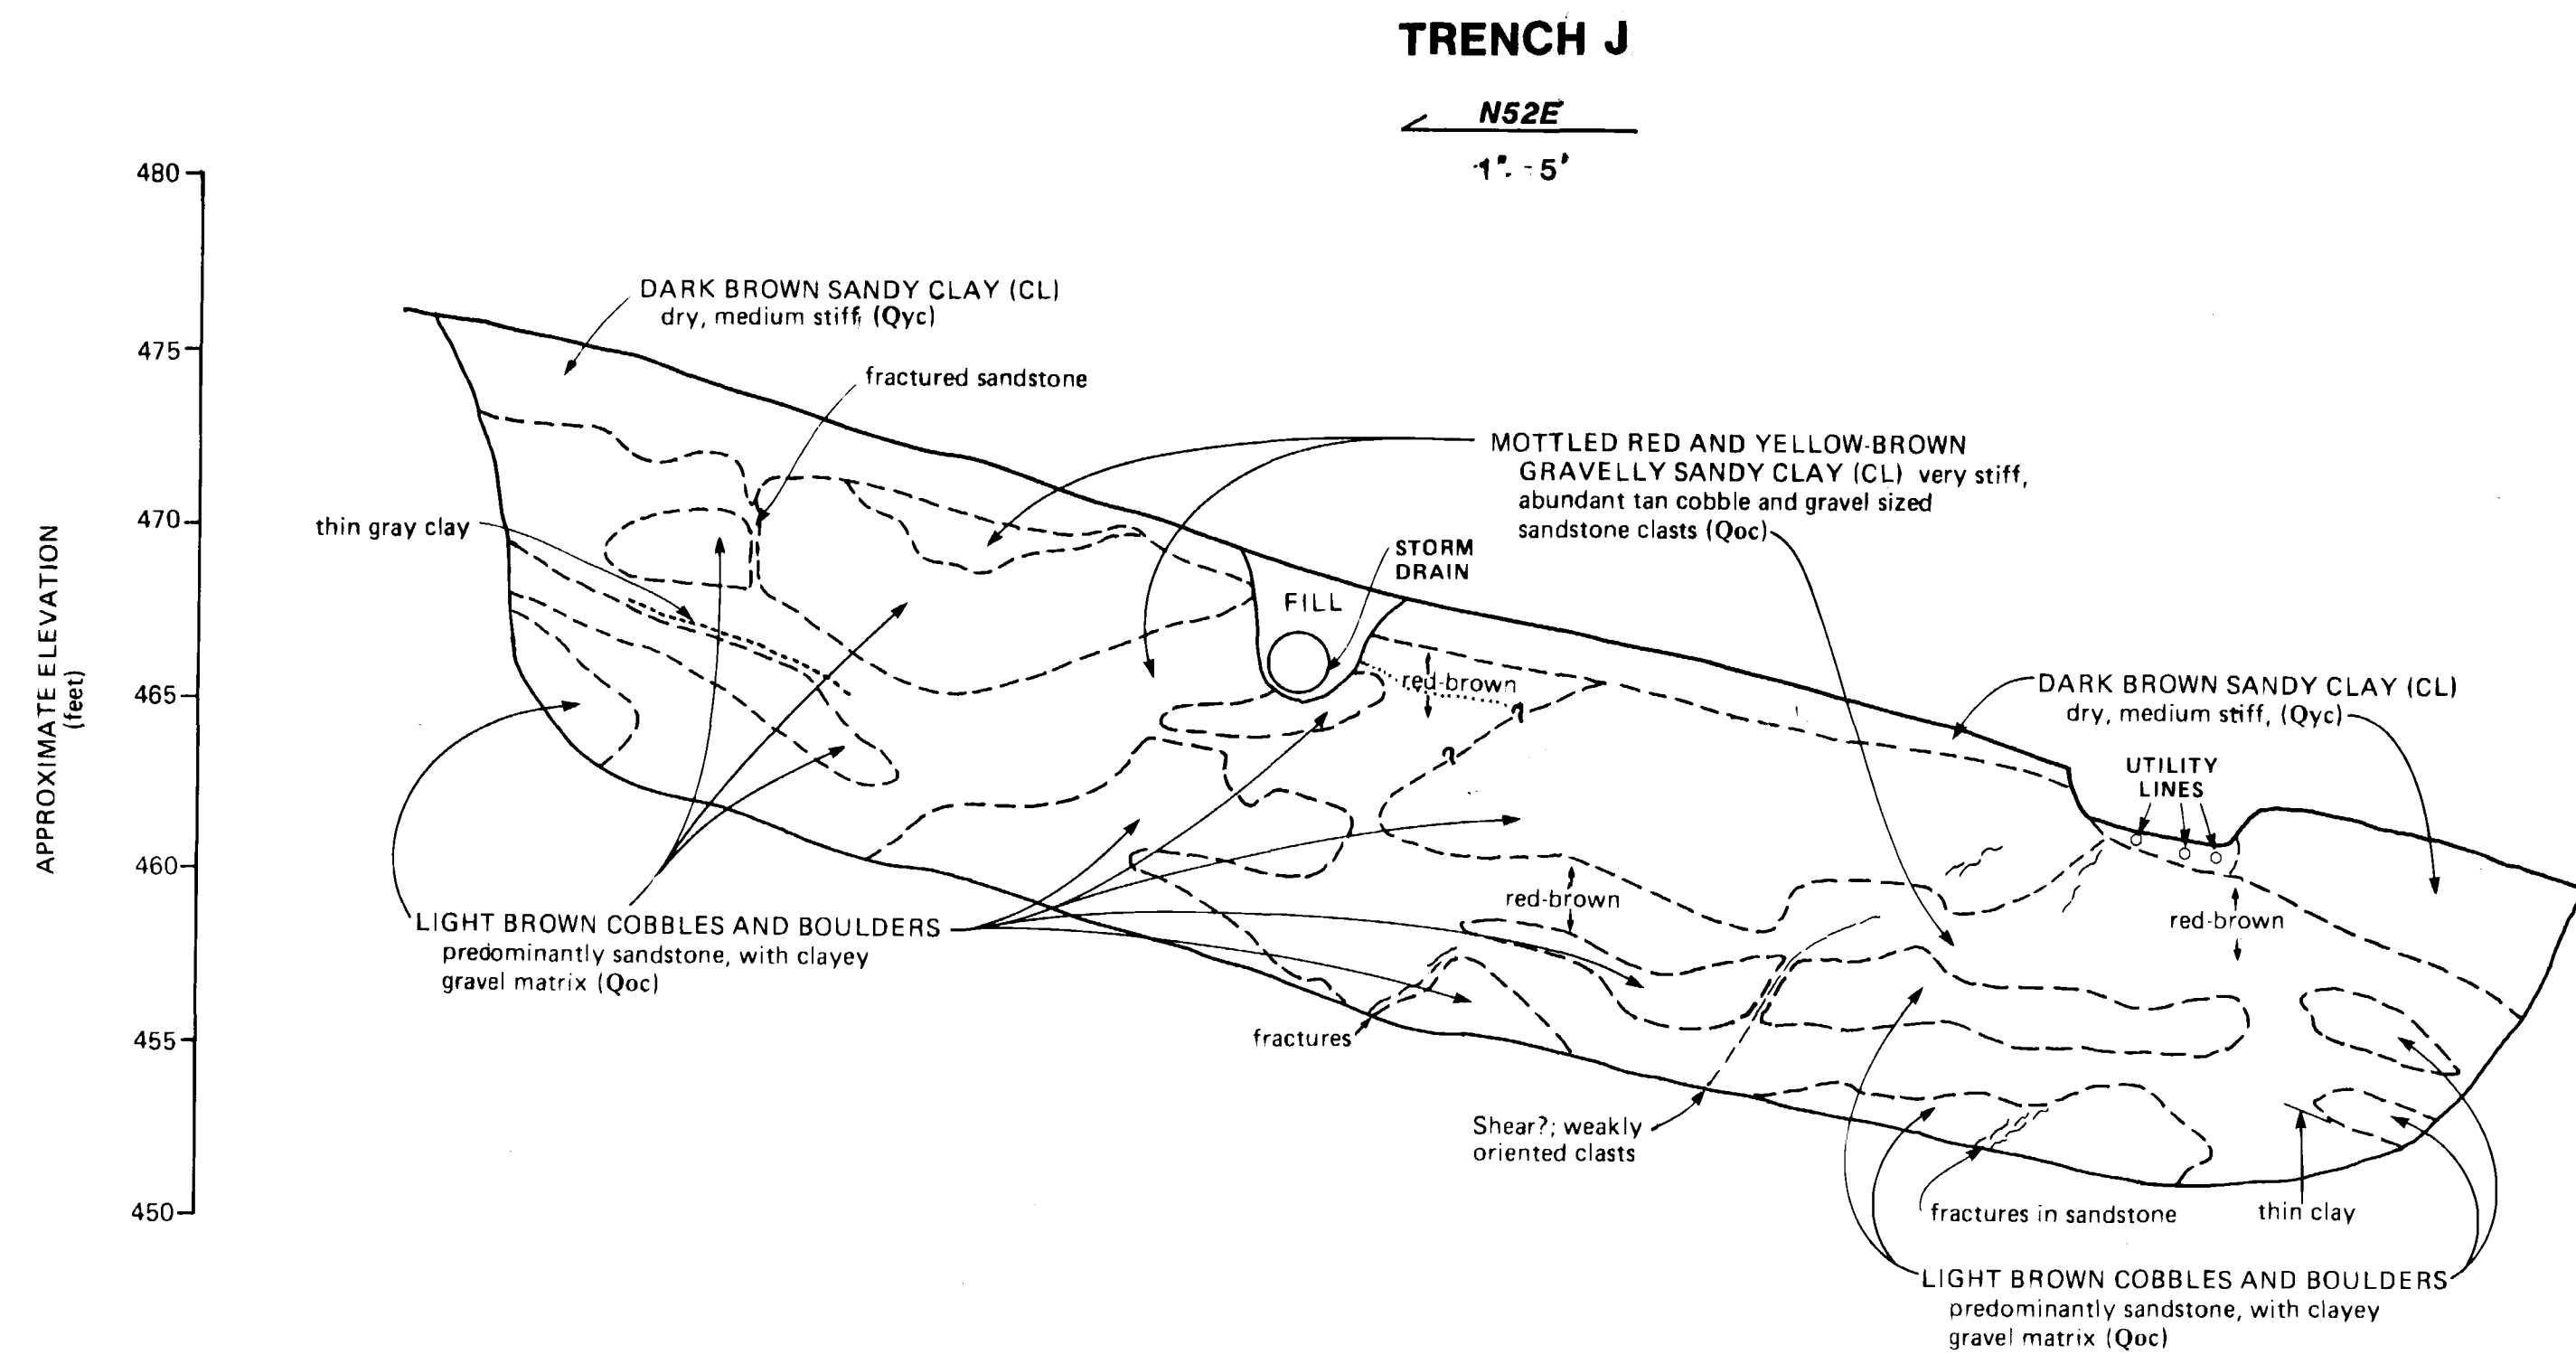 TRENCH J
N52E
1" = 5'
480
475
470
465
460
455
450
APPROXIMATE ELEVATION
(feet)
DARK BROWN SANDY CLAY (CL)
dry, medium stiff, (Qyc)
fractured sandstone
thin gray clay
MOTTLED RED AND YELLOW-BROWN
GRAVELLY SANDY CLAY (CL) very stiff,
abundant tan cobble and gravel sized
sandstone clasts (Qoc)
STORM
DRAIN
FILL
red-brown
?
?
DARK BROWN SANDY CLAY (CL)
dry, medium stiff, (Qyc)
UTILITY
LINES
red-brown
red-brown
LIGHT BROWN COBBLES AND BOULDERS
predominantly sandstone, with clayey
gravel matrix (Qoc)
fractures
Shear?; weakly
oriented clasts
fractures in sandstone
thin clay
LIGHT BROWN COBBLES AND BOULDERS
predominantly sandstone, with clayey
gravel matrix (Qoc)